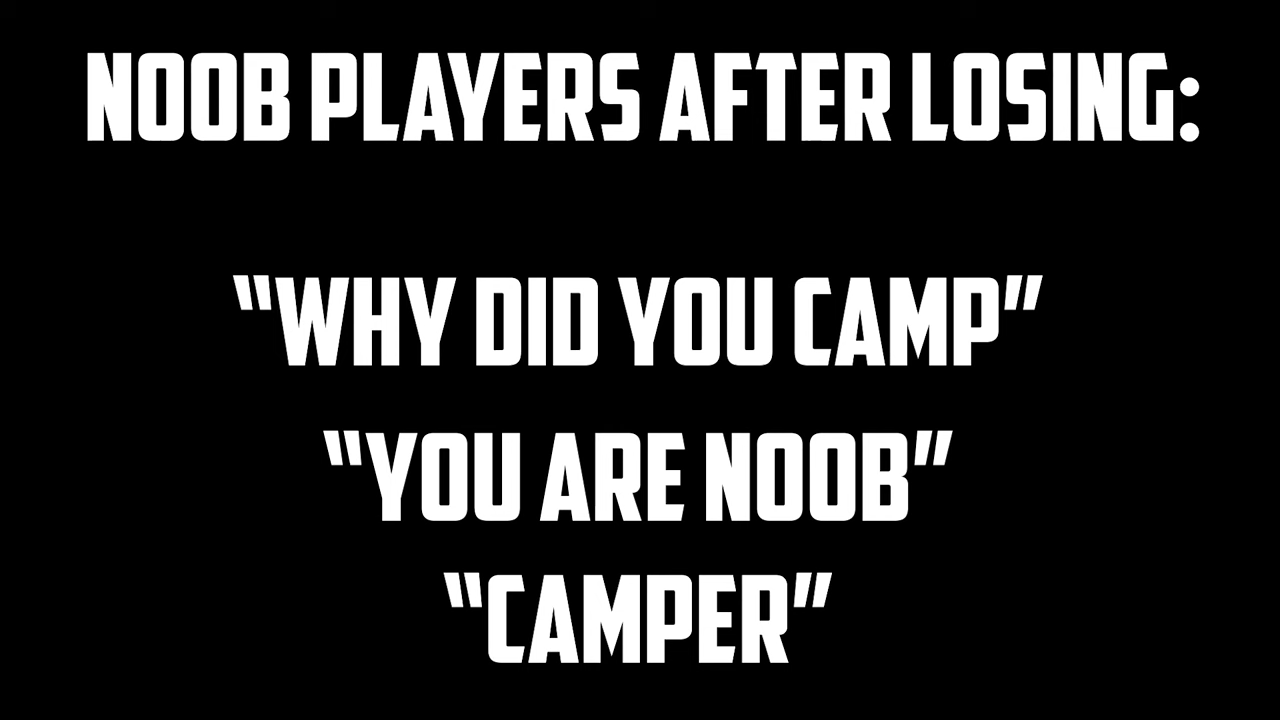 NOOB PLAYERS AFTER LOSING:
"WHY DID YOU CAMP"
"YOU ARE NOOB"
"CAMPER"